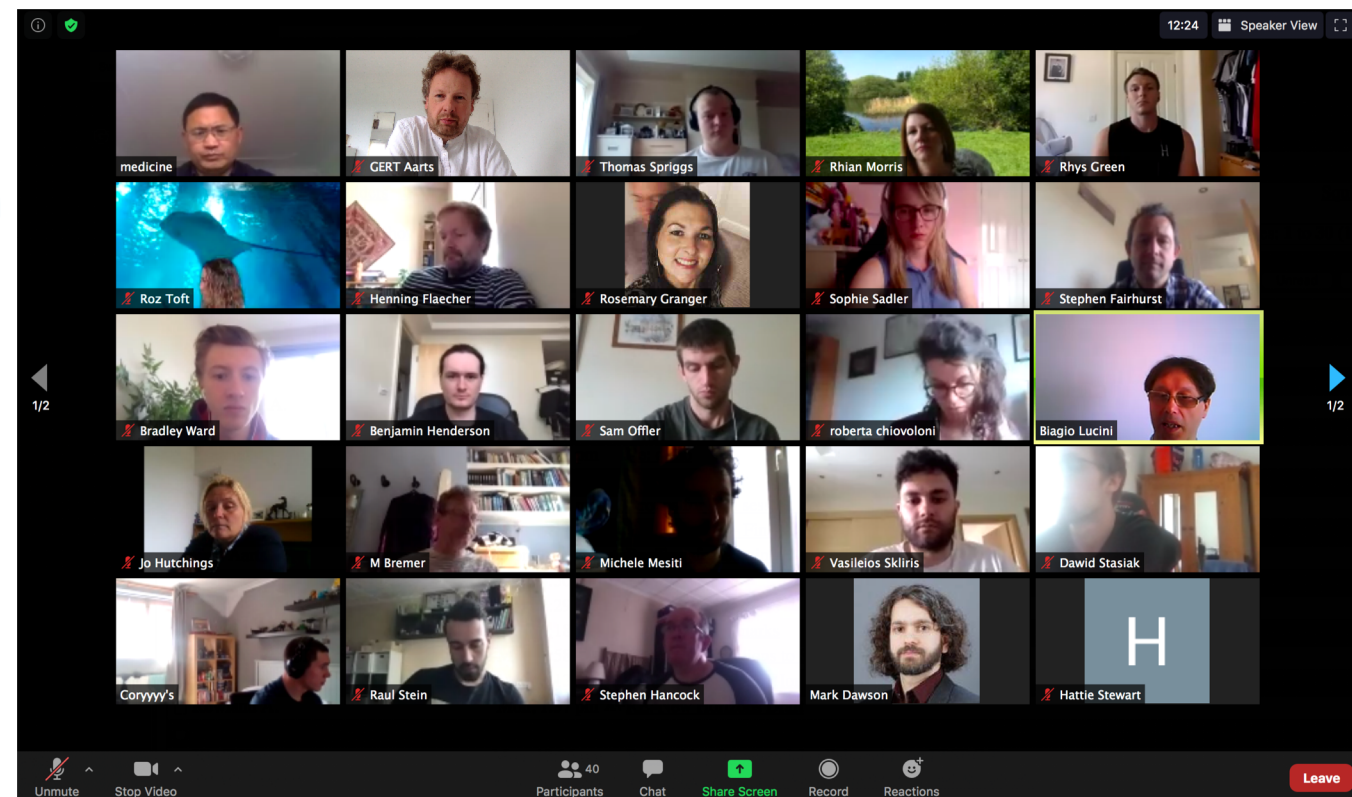 12:24 Speaker View
medicine
GERT Aarts
Thomas Spriggs
Rhian Morris
Rhys Green
Roz Toft
Henning Flaecher
Rosemary Granger
Sophie Sadler
Stephen Fairhurst
Bradley Ward
Benjamin Henderson
Sam Offler
roberta chiovoloni
Biagio Lucini
1/2
1/2
Jo Hutchings
M Bremer
Michele Mesiti
Vasileios Skliris
Dawid Stasiak
H
Coryyyy's
Raul Stein
Stephen Hancock
Mark Dawson
Hattie Stewart
40
Unmute
Stop Video
Participants
Chat
Share Screen
Record
Reactions
Leave